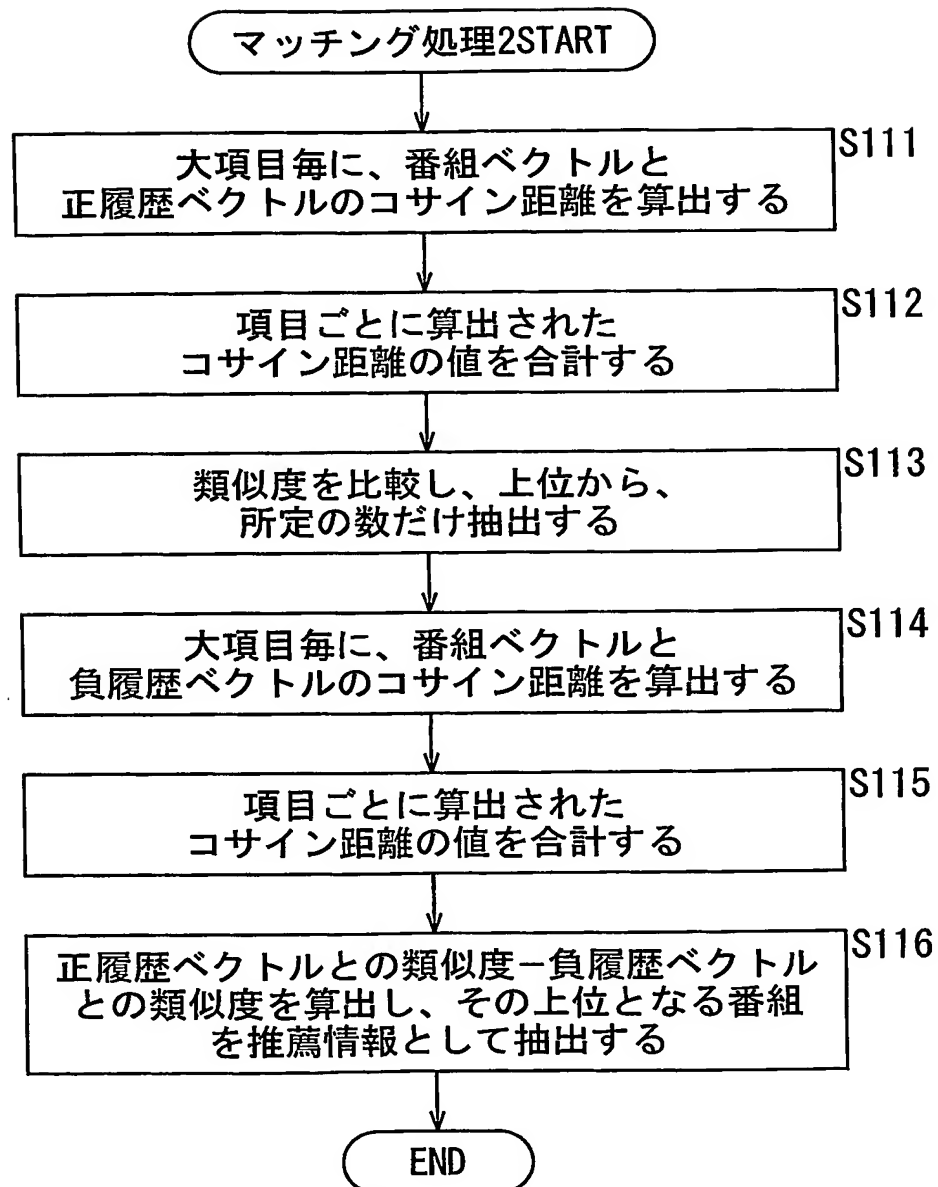 マッチング処理2START
S111
大項目毎に、番組ベクトルと
正履歴ベクトルのコサイン距離を算出する
S112
項目ごとに算出された
コサイン距離の値を合計する
S113
類似度を比較し、上位から、
所定の数だけ抽出する
S114
大項目毎に、番組ベクトルと
負履歴ベクトルのコサイン距離を算出する
S115
項目ごとに算出された
コサイン距離の値を合計する
S116
正履歴ベクトルとの類似度−負履歴ベクトル
との類似度を算出し、その上位となる番組
を推薦情報として抽出する
END